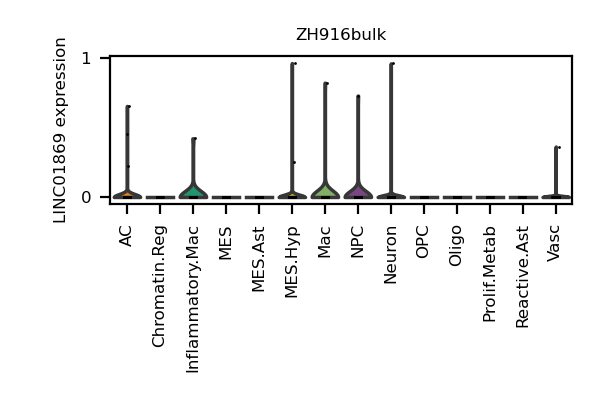 ZH916bulk
LINC01869 expression
1
0
AC
Chromatin.Reg
Inflammatory.Mac
MES
MES.Ast
MES.Hyp
Mac
NPC
Neuron
OPC
Oligo
Prolif.Metab
Reactive.Ast
Vasc